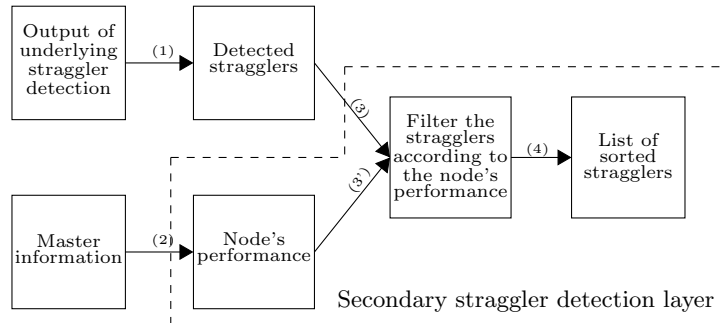 Output of
underlying
straggler
detection
(1)
Detected
stragglers
(3)
Filter the
stragglers
according to
the node's
performance
(4)
List of
sorted
stragglers
(3')
Master
information
(2)
Node's
performance
Secondary straggler detection layer